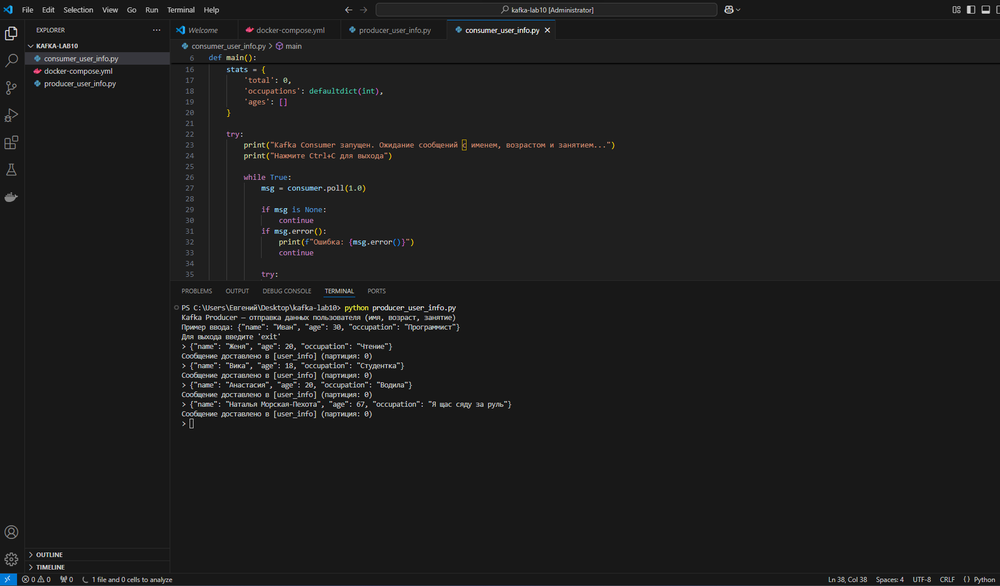 File Edit Selection View Go Run Terminal Help
kafka-lab10 [Administrator]
EXPLORER
KAFKA-LAB10
consumer_user_info.py
docker-compose.yml
producer_user_info.py
OUTLINE
TIMELINE
Welcome docker-compose.yml producer_user_info.py consumer_user_info.py
consumer_user_info.py > main
6 def main():
16 stats = {
17 'total': 0,
18 'occupations': defaultdict(int),
19 'ages': []
20 }
21
22 try:
23 print("Kafka Consumer запущен. Ожидание сообщений с именем, возрастом и занятием...")
24 print("Нажмите Ctrl+C для выхода")
25
26 while True:
27 msg = consumer.poll(1.0)
28
29 if msg is None:
30 continue
31 if msg.error():
32 print(f"Ошибка: {msg.error()}")
33 continue
34
35 try:
PROBLEMS OUTPUT DEBUG CONSOLE TERMINAL PORTS
PS C:\Users\Евгений\Desktop\kafka-lab10> python producer_user_info.py
Kafka Producer — отправка данных пользователя (имя, возраст, занятие)
Пример ввода: {"name": "Иван", "age": 30, "occupation": "Программист"}
Для выхода введите 'exit'
> {"name": "Женя", "age": 20, "occupation": "Чтение"}
Сообщение доставлено в [user_info] (партиция: 0)
> {"name": "Вика", "age": 18, "occupation": "Студентка"}
Сообщение доставлено в [user_info] (партиция: 0)
> {"name": "Анастасия", "age": 20, "occupation": "Водила"}
Сообщение доставлено в [user_info] (партиция: 0)
> {"name": "Наталья Морская-Пехота", "age": 67, "occupation": "Я щас сяду за руль"}
Сообщение доставлено в [user_info] (партиция: 0)
>
0 0 0 1 file and 0 cells to analyze
Ln 38, Col 38 Spaces: 4 UTF-8 CRLF {} Python